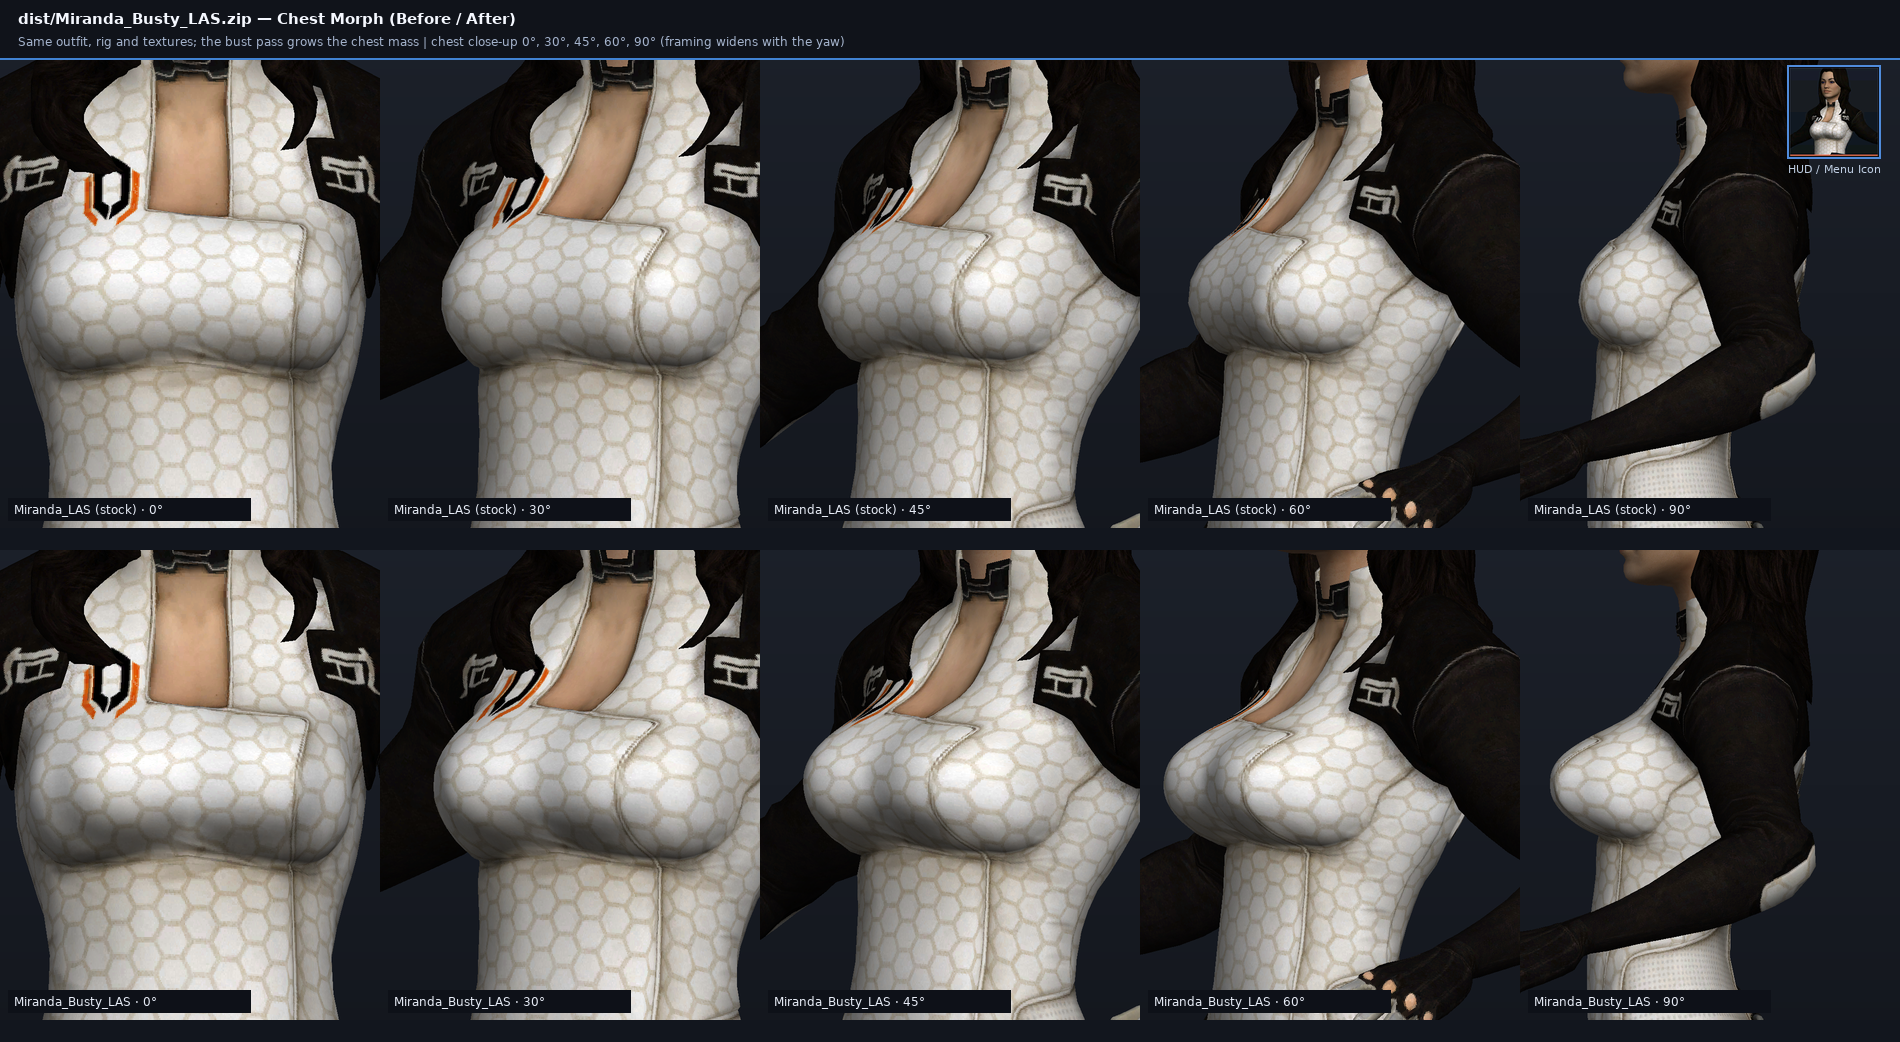 dist/Miranda_Busty_LAS.zip — Chest Morph (Before / After)
Same outfit, rig and textures; the bust pass grows the chest mass | chest close-up 0°, 30°, 45°, 60°, 90° (framing widens with the yaw)
HUD / Menu Icon
Miranda_LAS (stock) · 0°
Miranda_LAS (stock) · 30°
Miranda_LAS (stock) · 45°
Miranda_LAS (stock) · 60°
Miranda_LAS (stock) · 90°
Miranda_Busty_LAS · 0°
Miranda_Busty_LAS · 30°
Miranda_Busty_LAS · 45°
Miranda_Busty_LAS · 60°
Miranda_Busty_LAS · 90°